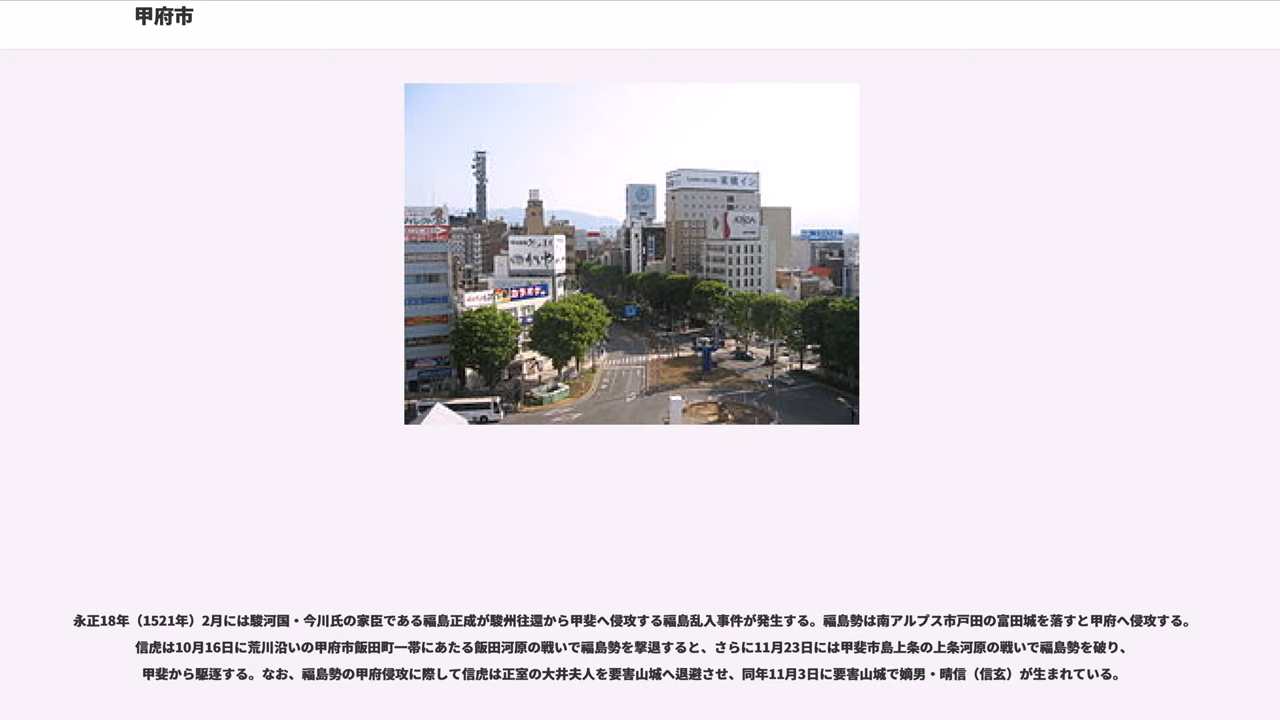 甲府市
東横イン
カラオケ
永正18年（1521年）2月には駿河国・今川氏の家臣である福島正成が駿州往還から甲斐へ侵攻する福島乱入事件が発生する。福島勢は南アルプス市戸田の富田城を落すと甲府へ侵攻する。
信虎は10月16日に荒川沿いの甲府市飯田町一帯にあたる飯田河原の戦いで福島勢を撃退すると、さらに11月23日には甲斐市島上条の上条河原の戦いで福島勢を破り、
甲斐から駆逐する。なお、福島勢の甲府侵攻に際して信虎は正室の大井夫人を要害山城へ退避させ、同年11月3日に要害山城で嫡男・晴信（信玄）が生まれている。